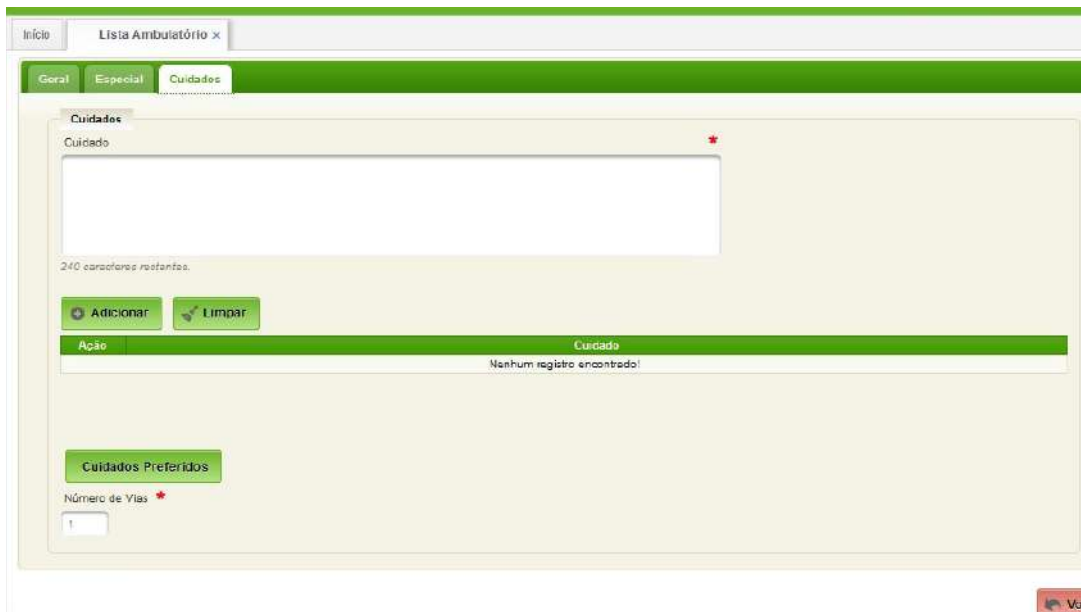 Início Lista Ambulatório ×
Geral Especial Cuidados
Cuidados
Cuidado *
240 caracteres restantes.
Adicionar Limpar
Ação Cuidado
Nenhum registro encontrado!
Cuidados Preferidos
Número de Vias *
1